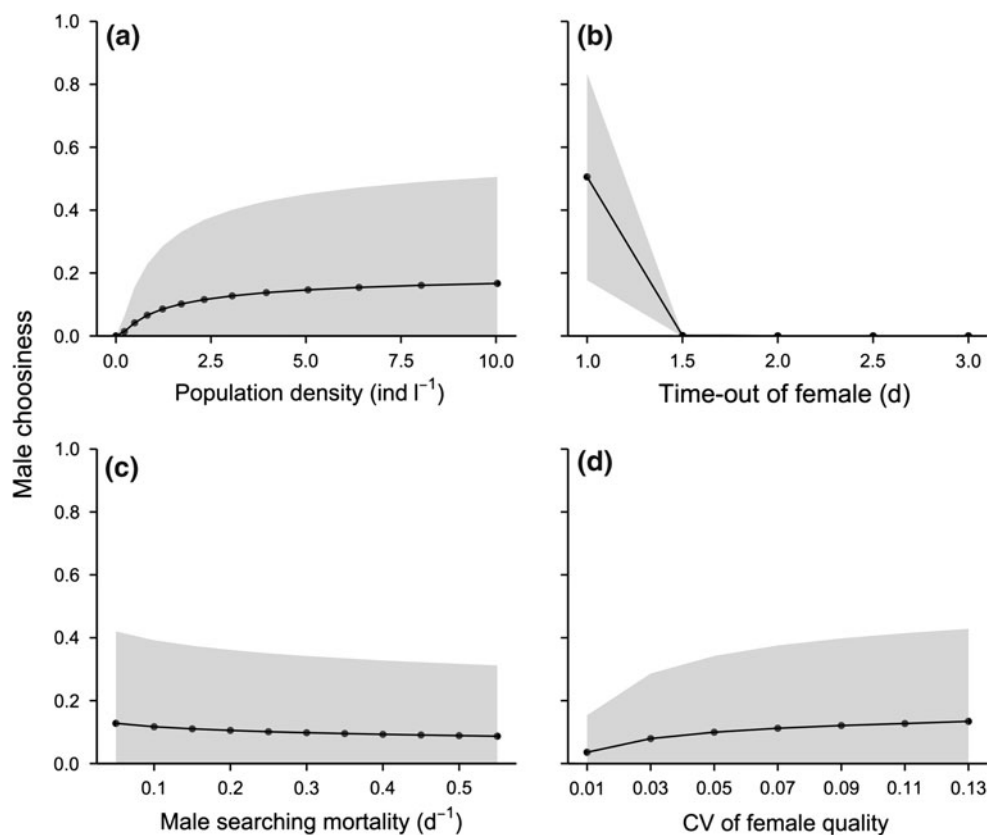 (a)
1.0
0.8
0.6
0.4
0.2
0.0
0.0 2.5 5.0 7.5 10.0
Population density (ind l⁻¹)
(b)
1.0 1.5 2.0 2.5 3.0
Time-out of female (d)
Male choosiness
(c)
1.0
0.8
0.6
0.4
0.2
0.0
0.1 0.2 0.3 0.4 0.5
Male searching mortality (d⁻¹)
(d)
0.01 0.03 0.05 0.07 0.09 0.11 0.13
CV of female quality